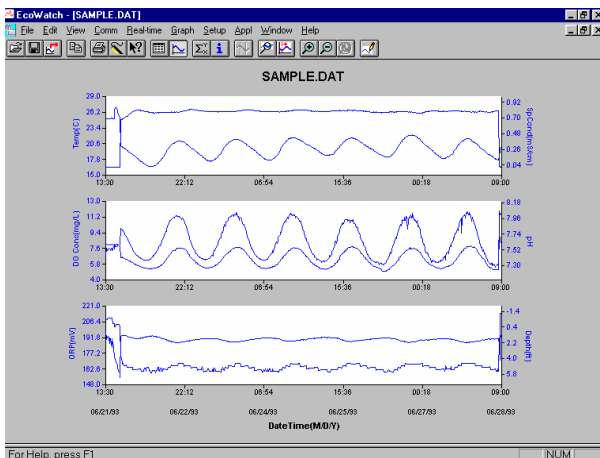 EcoWatch - [SAMPLE.DAT]
File Edit View Comm Real-time Graph Setup Appl Window Help
SAMPLE.DAT
Temp(C)
29.0
26.2
23.4
20.6
17.8
15.0
0.92
0.70
0.48
0.26
0.04
SpCond(mS/cm)
13:30 22:12 06:54 15:36 00:18 09:00
DO Conc(mg/L)
13.0
11.2
9.4
7.6
5.8
4.0
8.18
7.96
7.74
7.52
7.30
pH
13:30 22:12 06:54 15:36 00:18 09:00
ORP(mV)
221.0
206.4
191.8
177.2
162.6
148.0
-1.4
0.4
2.2
4.0
5.8
Depth(ft)
13:30 22:12 06:54 15:36 00:18 09:00
06/21/93 06/22/93 06/24/93 06/25/93 06/27/93 06/28/93
DateTime(M/D/Y)
For Help, press F1
NUM